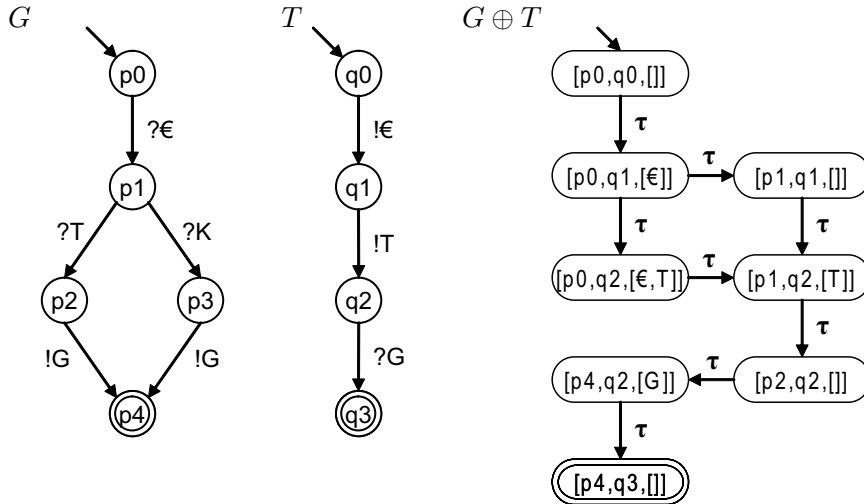 G T G ⊕ T
p0 q0 [p0,q0,[]]
?€ !€ τ
p1 q1 [p0,q1,[€]] τ [p1,q1,[]]
?T ?K !T τ τ
p2 p3 q2 [p0,q2,[€,T]] τ [p1,q2,[T]]
!G !G ?G τ
[p4,q2,[G]] τ [p2,q2,[]]
p4 q3 τ
[p4,q3,[]]